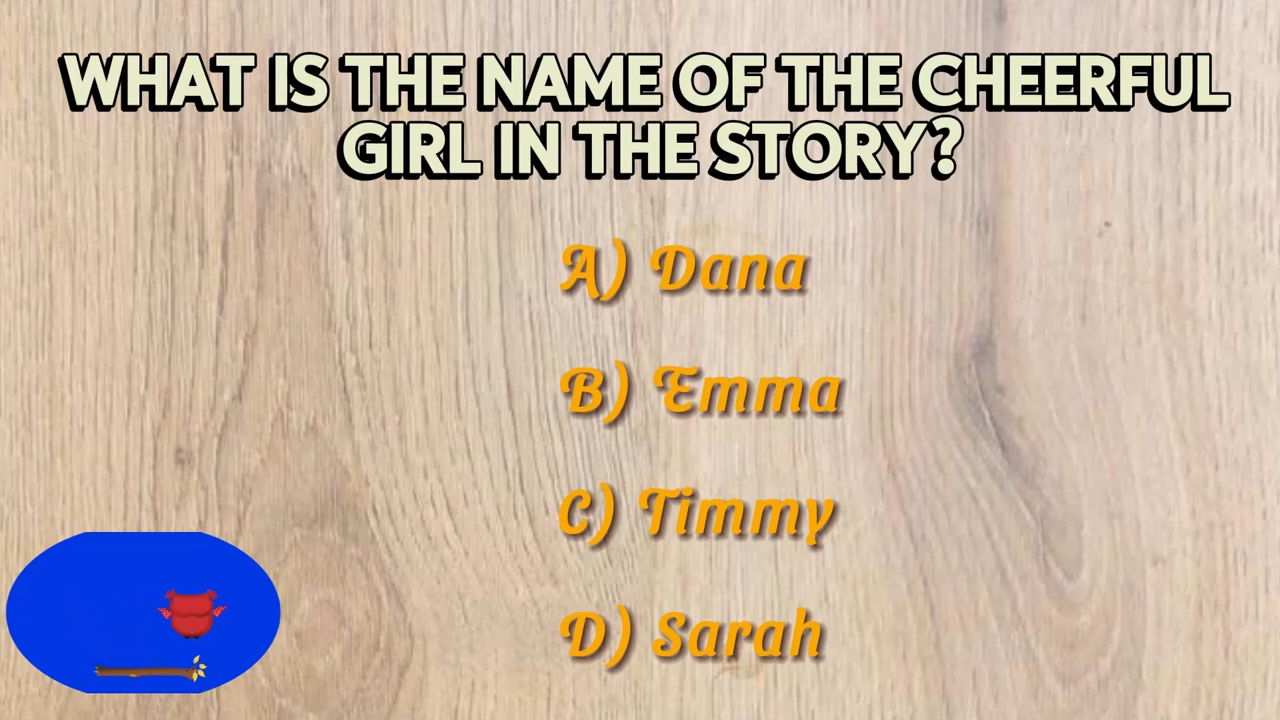 WHAT IS THE NAME OF THE CHEERFUL
GIRL IN THE STORY?
A) Dana
B) Emma
C) Timmy
D) Sarah